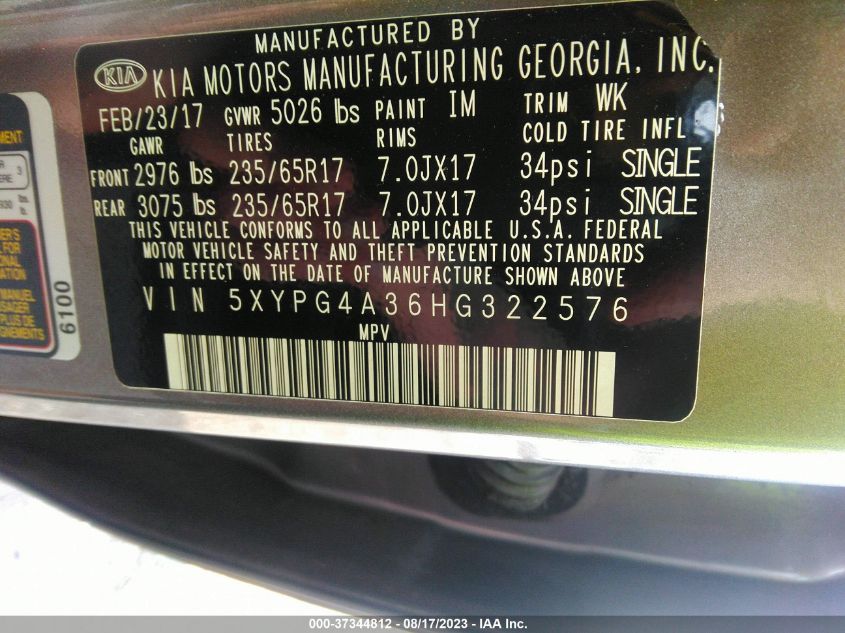 MANUFACTURED BY
KIA KIA MOTORS MANUFACTURING GEORGIA, INC.
FEB/23/17 GVWR 5026 lbs PAINT IM TRIM WK
GAWR TIRES RIMS COLD TIRE INFL
FRONT 2976 lbs 235/65R17 7.0JX17 34psi SINGLE
REAR 3075 lbs 235/65R17 7.0JX17 34psi SINGLE
THIS VEHICLE CONFORMS TO ALL APPLICABLE U.S.A. FEDERAL
MOTOR VEHICLE SAFETY AND THEFT PREVENTION STANDARDS
IN EFFECT ON THE DATE OF MANUFACTURE SHOWN ABOVE
VIN 5XYPG4A36HG322576
MPV
6100
000-37344812 - 08/17/2023 - IAA Inc.